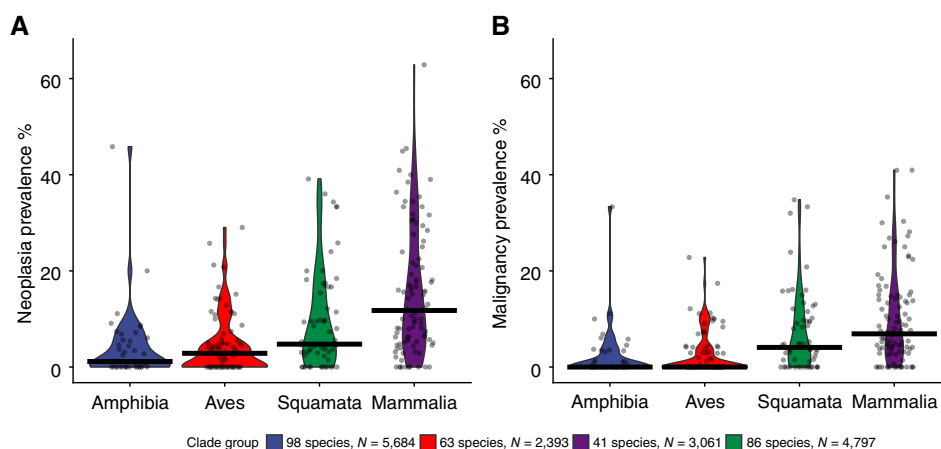 A
B
Neoplasia prevalence %
60
40
20
0
Amphibia Aves Squamata Mammalia
Malignancy prevalence %
60
40
20
0
Amphibia Aves Squamata Mammalia
Clade group 98 species, N = 5,684 63 species, N = 2,393 41 species, N = 3,061 86 species, N = 4,797